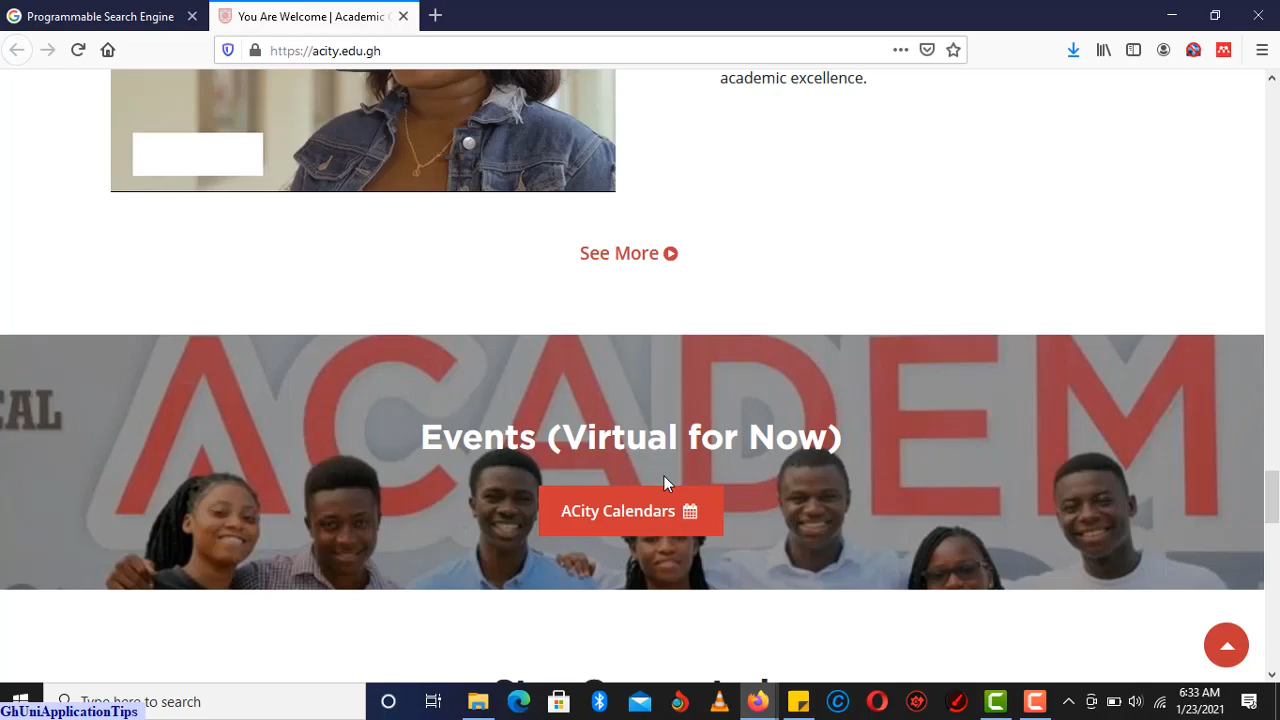 Programmable Search Engine
You Are Welcome | Academic C
https://acity.edu.gh
academic excellence.
See More
EAL
ACADEM
Events (Virtual for Now)
ACity Calendars
Type here to search
6:33 AM
1/23/2021
GhUniApplicationTips